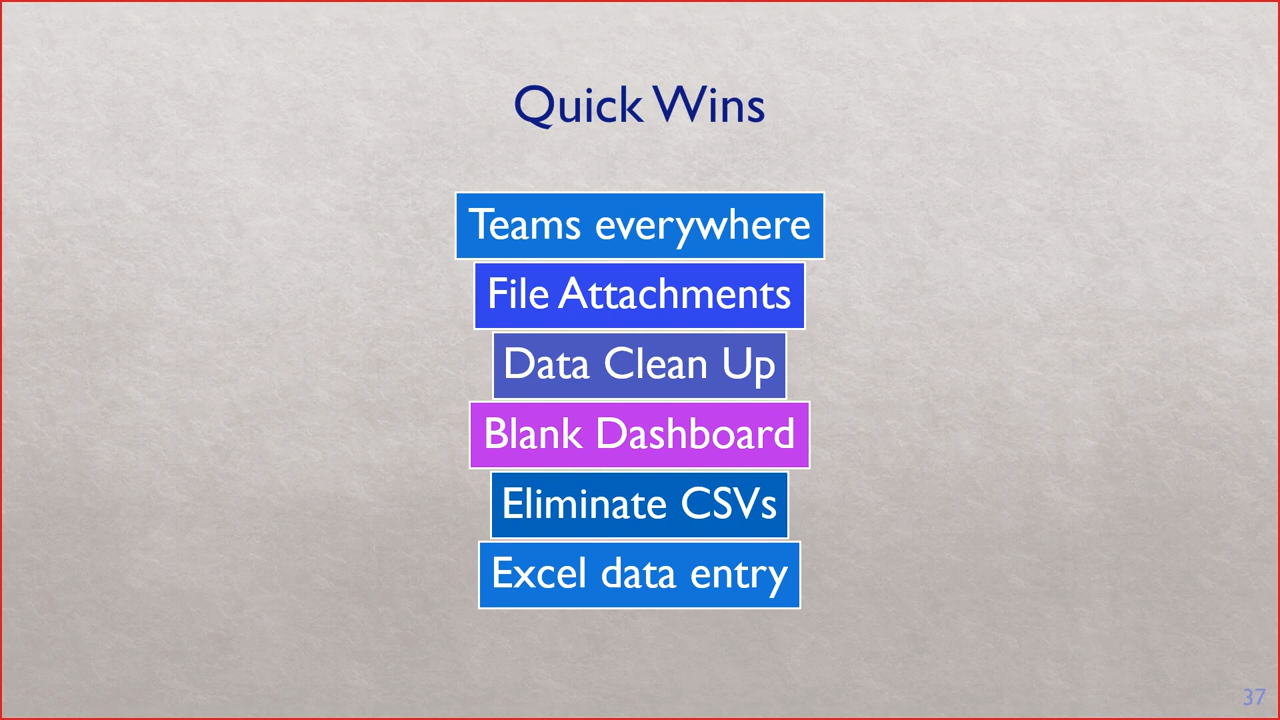 Quick Wins
Teams everywhere
File Attachments
Data Clean Up
Blank Dashboard
Eliminate CSVs
Excel data entry
37